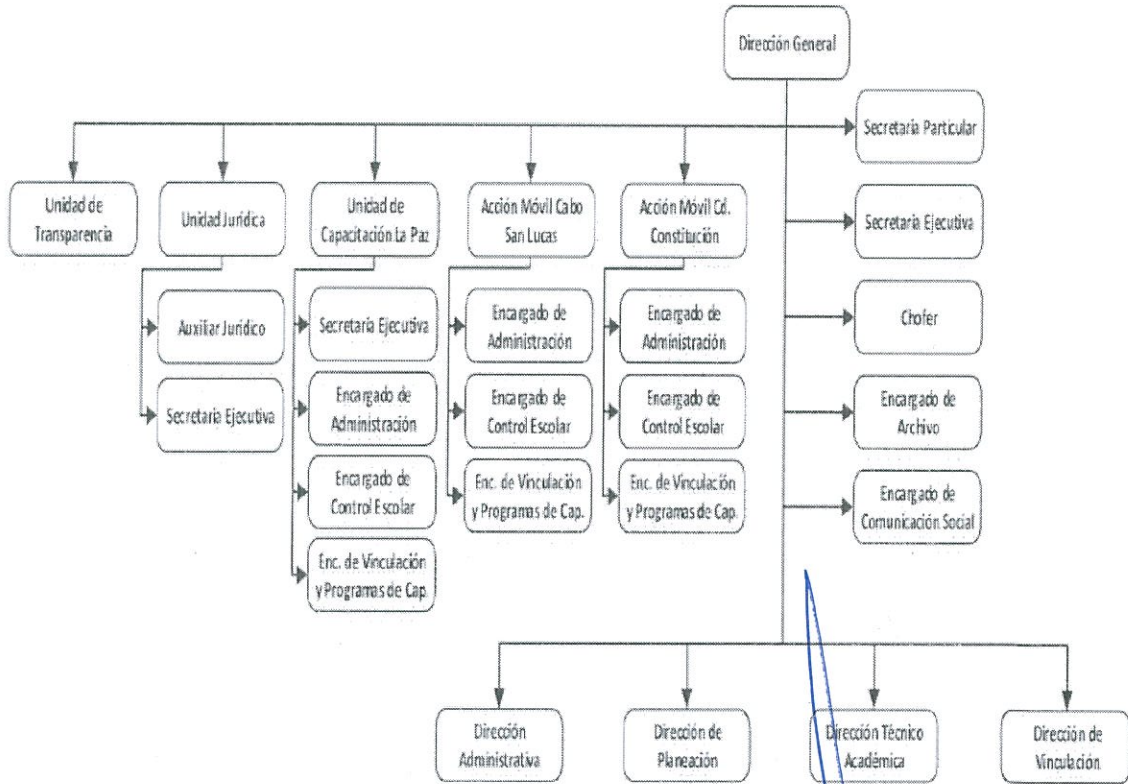 Dirección General
Secretaria Particular
Unidad de
Transparencia
Unidad Jurídica
Unidad de
Capacitación La Paz
Acción Móvil Cabo
San Lucas
Acción Móvil Cd.
Constitución
Secretaria Ejecutiva
Auxiliar Jurídico
Secretaria Ejecutiva
Encargado de
Administración
Encargado de
Administración
Chofer
Secretaria Ejecutiva
Encargado de
Administración
Encargado de
Control Escolar
Encargado de
Control Escolar
Encargado de
Archivo
Encargado de
Control Escolar
Enc. de Vinculación
y Programas de Cap.
Enc. de Vinculación
y Programas de Cap.
Encargado de
Comunicación Social
Enc. de Vinculación
y Programas de Cap.
Dirección
Administrativa
Dirección de
Planeación
Dirección Técnico
Académica
Dirección de
Vinculación